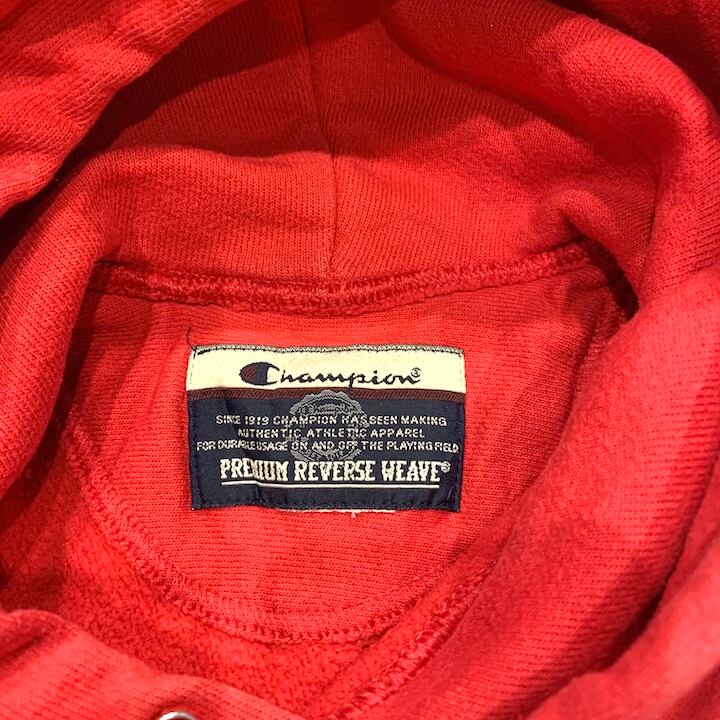 Champion®
SINCE 1919 CHAMPION HAS BEEN MAKING
AUTHENTIC ATHLETIC APPAREL
FOR DURABLE USAGE ON AND OFF THE PLAYING FIELD.
PREMIUM REVERSE WEAVE®